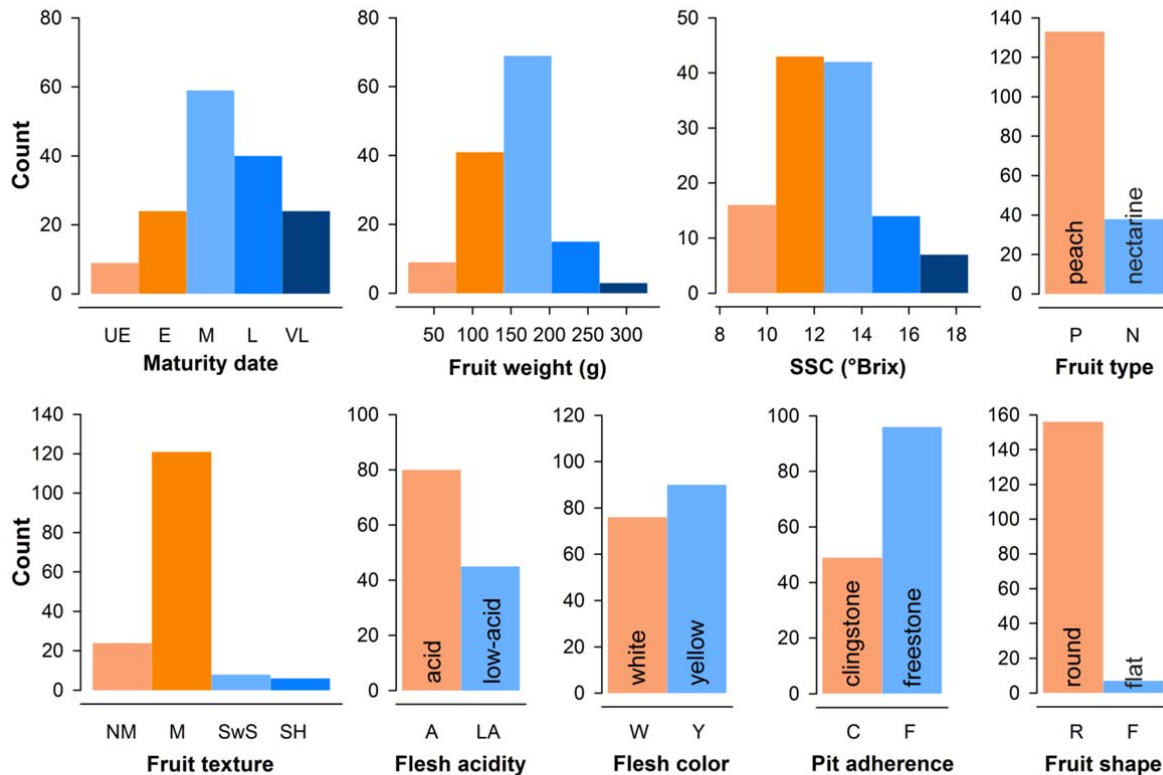 Count
80
60
40
20
0
UE E M L VL
Maturity date
80
60
40
20
0
50 100 150 200 250 300
Fruit weight (g)
50
40
30
20
10
0
8 10 12 14 16 18
SSC (°Brix)
140
120
100
80
60
40
20
0
peach
nectarine
P N
Fruit type
Count
140
120
100
80
60
40
20
0
NM M SwS SH
Fruit texture
100
80
60
40
20
0
acid
low-acid
A LA
Flesh acidity
120
100
80
60
40
20
0
white
yellow
W Y
Flesh color
100
80
60
40
20
0
clingstone
freestone
C F
Pit adherence
160
140
120
100
80
60
40
20
0
round
flat
R F
Fruit shape